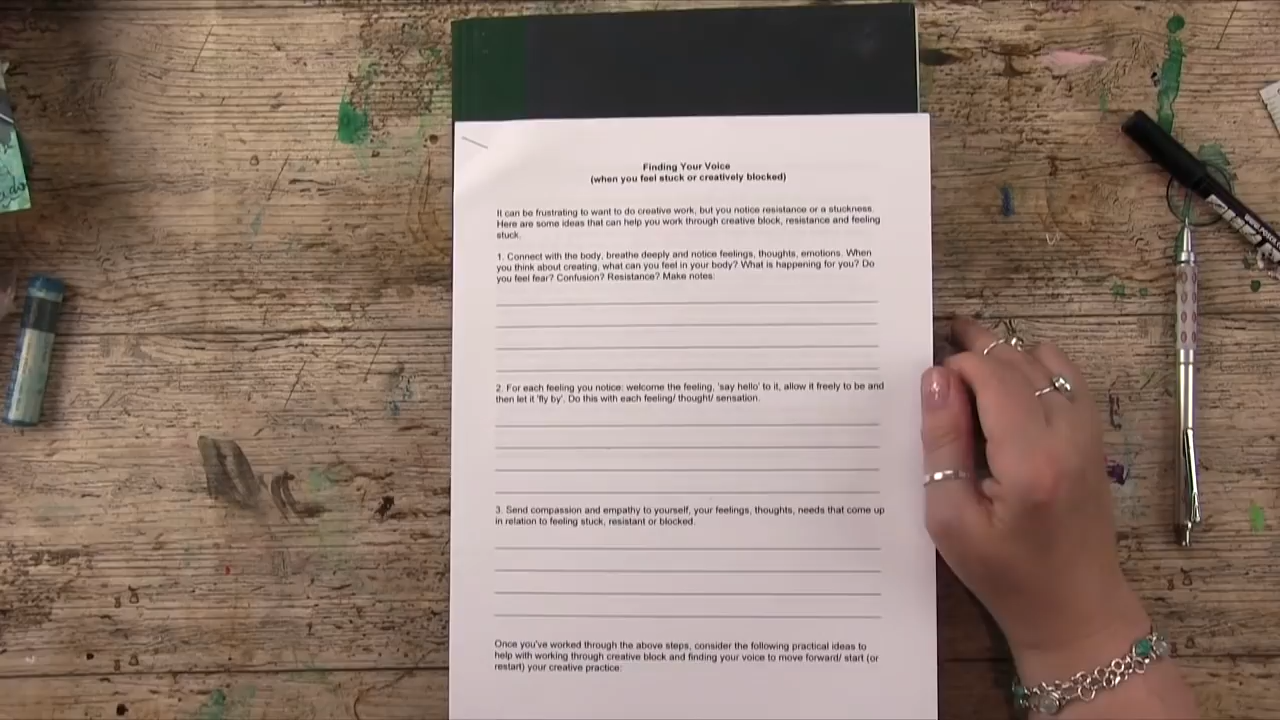 Finding Your Voice
(when you feel stuck or creatively blocked)
It can be frustrating to want to do creative work, but you notice resistance or a stuckness.
Here are some ideas that can help you work through creative block, resistance and feeling
stuck.
1. Connect with the body, breathe deeply and notice feelings, thoughts, emotions. When
you think about creating, what can you feel in your body? What is happening for you? Do
you feel fear? Confusion? Resistance? Make notes:
2. For each feeling you notice: welcome the feeling, 'say hello' to it, allow it freely to be and
then let it 'fly by'. Do this with each feeling/ thought/ sensation.
3. Send compassion and empathy to yourself, your feelings, thoughts, needs that come up
in relation to feeling stuck, resistant or blocked.
Once you've worked through the above steps, consider the following practical ideas to
help with working through creative block and finding your voice to move forward/ start (or
restart) your creative practice: